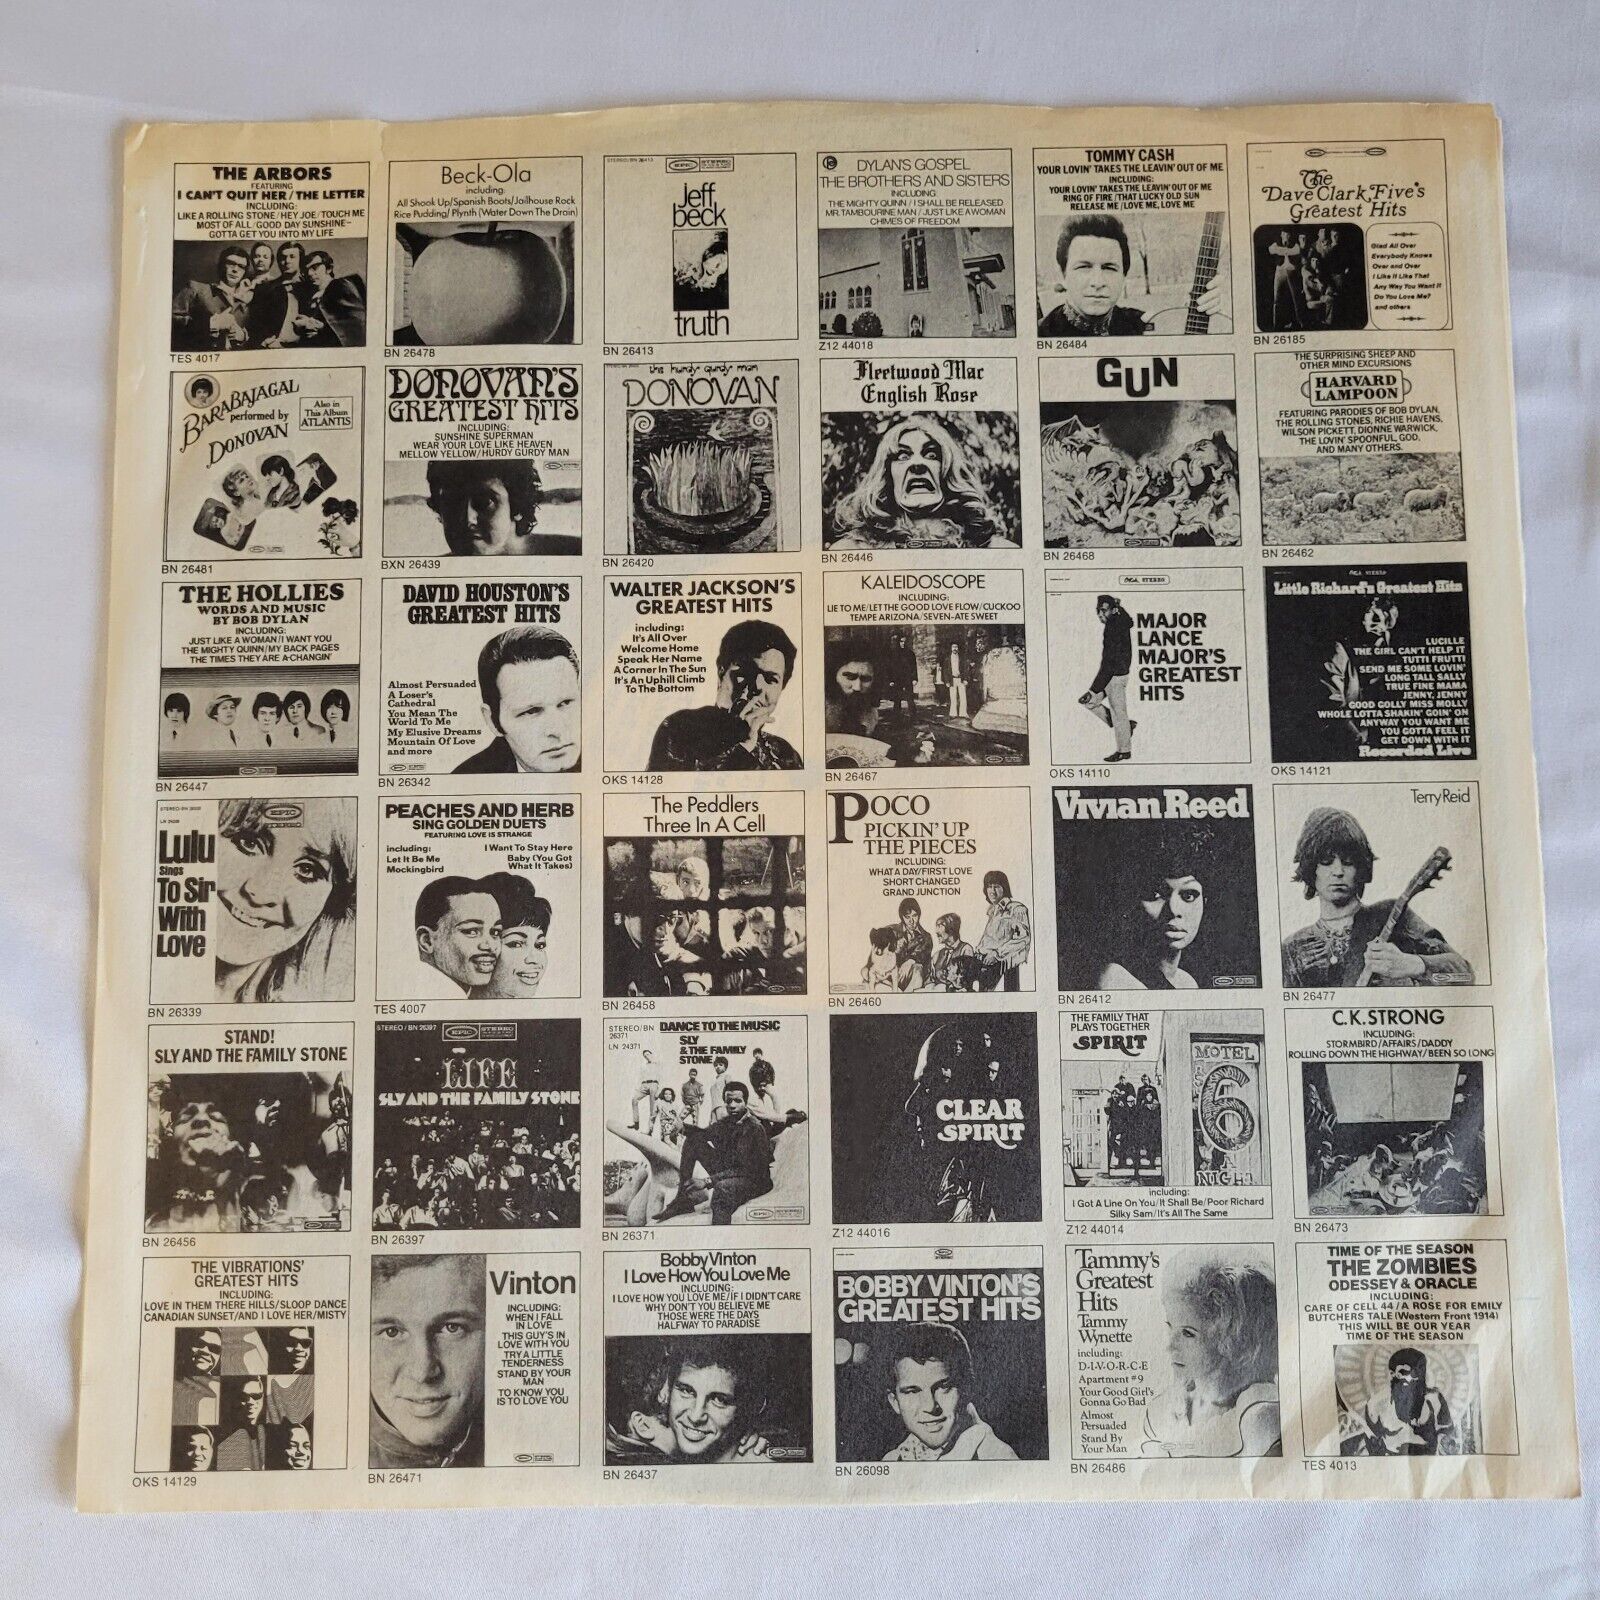 THE ARBORS
FEATURING
I CAN'T QUIT HER/THE LETTER
INCLUDING:
LIKE A ROLLING STONE/HEY JOE/TOUCH ME
MOST OF ALL/GOOD DAY SUNSHINE—
GOTTA GET YOU INTO MY LIFE
TES 4017
Beck-Ola
including:
All Shook Up/Spanish Boots/Jailhouse Rock
Rice Pudding/Plynth (Water Down The Drain)
BN 26478
STEREO/BN 26413
EPIC STEREO
jeff
beck
truth
BN 26413
DYLAN'S GOSPEL
THE BROTHERS AND SISTERS
INCLUDING
THE MIGHTY QUINN/I SHALL BE RELEASED
MR. TAMBOURINE MAN/JUST LIKE A WOMAN
CHIMES OF FREEDOM
Z12 44018
TOMMY CASH
YOUR LOVIN' TAKES THE LEAVIN' OUT OF ME
INCLUDING:
YOUR LOVIN' TAKES THE LEAVIN' OUT OF ME
RING OF FIRE/THAT LUCKY OLD SUN
RELEASE ME/LOVE ME, LOVE ME
BN 26484
The
Dave Clark Five's
Greatest Hits
Glad All Over
Everybody Knows
Over and Over
I Like It Like That
Any Way You Want It
Do You Love Me?
and others
BN 26185
BARABAJAGAL
performed by
DONOVAN
Also in
This Album
ATLANTIS
BN 26481
DONOVAN'S
GREATEST HITS
INCLUDING:
SUNSHINE SUPERMAN
WEAR YOUR LOVE LIKE HEAVEN
MELLOW YELLOW/HURDY GURDY MAN
BXN 26439
the hurdy gurdy man
DONOVAN
BN 26420
Fleetwood Mac
English Rose
BN 26446
GUN
BN 26468
THE SURPRISING SHEEP AND
OTHER MIND EXCURSIONS
HARVARD
LAMPOON
FEATURING PARODIES OF BOB DYLAN,
THE ROLLING STONES, RICHIE HAVENS,
WILSON PICKETT, DIONNE WARWICK,
THE LOVIN' SPOONFUL, GOD,
AND MANY OTHERS.
BN 26462
THE HOLLIES
WORDS AND MUSIC
BY BOB DYLAN
INCLUDING:
JUST LIKE A WOMAN/I WANT YOU
THE MIGHTY QUINN/MY BACK PAGES
THE TIMES THEY ARE A-CHANGIN'
BN 26447
DAVID HOUSTON'S
GREATEST HITS
Almost Persuaded
A Loser's
Cathedral
You Mean The
World To Me
My Elusive Dreams
Mountain Of Love
and more
BN 26342
WALTER JACKSON'S
GREATEST HITS
including:
It's All Over
Welcome Home
Speak Her Name
A Corner In The Sun
It's An Uphill Climb
To The Bottom
OKS 14128
KALEIDOSCOPE
INCLUDING:
LIE TO ME/LET THE GOOD LOVE FLOW/CUCKOO
TEMPE ARIZONA/SEVEN-ATE SWEET
BN 26467
MAJOR
LANCE
MAJOR'S
GREATEST
HITS
OKS 14110
Little Richard's Greatest Hits
LUCILLE
THE GIRL CAN'T HELP IT
TUTTI FRUTTI
SEND ME SOME LOVIN'
LONG TALL SALLY
TRUE FINE MAMA
JENNY, JENNY
GOOD GOLLY MISS MOLLY
WHOLE LOTTA SHAKIN' GOIN' ON
ANYWAY YOU WANT ME
YOU GOTTA FEEL IT
GET DOWN WITH IT
Recorded Live
OKS 14121
EPIC STEREO
Lulu
Sings
To Sir
With
Love
BN 26339
PEACHES AND HERB
SING GOLDEN DUETS
FEATURING LOVE IS STRANGE
including:
Let It Be Me
Mockingbird
I Want To Stay Here
Baby (You Got
What It Takes)
TES 4007
The Peddlers
Three In A Cell
BN 26458
POCO
PICKIN' UP
THE PIECES
INCLUDING:
WHAT A DAY/FIRST LOVE
SHORT CHANGED
GRAND JUNCTION
BN 26460
Vivian Reed
BN 26412
Terry Reid
BN 26477
STAND!
SLY AND THE FAMILY STONE
BN 26456
STEREO/BN 26397
EPIC STEREO
LIFE
SLY AND THE FAMILY STONE
BN 26397
STEREO/BN
26371
LN 24371
DANCE TO THE MUSIC
SLY
& THE FAMILY
STONE
EPIC STEREO
BN 26371
CLEAR
SPIRIT
Z12 44016
THE FAMILY THAT
PLAYS TOGETHER
SPIRIT
MOTEL
6
A
NIGHT
including:
I Got A Line On You/It Shall Be/Poor Richard
Silky Sam/It's All The Same
Z12 44014
C.K. STRONG
INCLUDING:
STORMBIRD/AFFAIRS/DADDY
ROLLING DOWN THE HIGHWAY/BEEN SO LONG
BN 26473
THE VIBRATIONS'
GREATEST HITS
INCLUDING:
LOVE IN THEM THERE HILLS/SLOOP DANCE
CANADIAN SUNSET/AND I LOVE HER/MISTY
OKS 14129
Vinton
INCLUDING:
WHEN I FALL
IN LOVE
THIS GUY'S IN
LOVE WITH YOU
TRY A LITTLE
TENDERNESS
STAND BY YOUR
MAN
TO KNOW YOU
IS TO LOVE YOU
BN 26471
Bobby Vinton
I Love How You Love Me
INCLUDING:
I LOVE HOW YOU LOVE ME/IF I DIDN'T CARE
WHY DON'T YOU BELIEVE ME
THOSE WERE THE DAYS
HALFWAY TO PARADISE
BN 26437
BOBBY VINTON'S
GREATEST HITS
BN 26098
Tammy's
Greatest
Hits
Tammy
Wynette
including:
D-I-V-O-R-C-E
Apartment #9
Your Good Girl's
Gonna Go Bad
Almost
Persuaded
Stand By
Your Man
BN 26486
TIME OF THE SEASON
THE ZOMBIES
ODESSEY & ORACLE
INCLUDING:
CARE OF CELL 44/A ROSE FOR EMILY
BUTCHERS TALE (Western Front 1914)
THIS WILL BE OUR YEAR
TIME OF THE SEASON
TES 4013